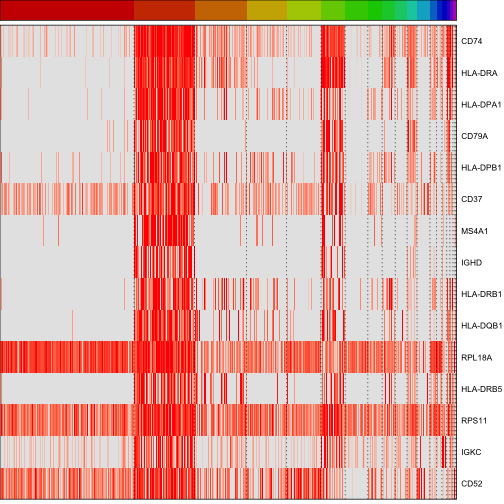 CD74
HLA-DRA
HLA-DPA1
CD79A
HLA-DPB1
CD37
MS4A1
IGHD
HLA-DRB1
HLA-DQB1
RPL18A
HLA-DRB5
RPS11
IGKC
CD52